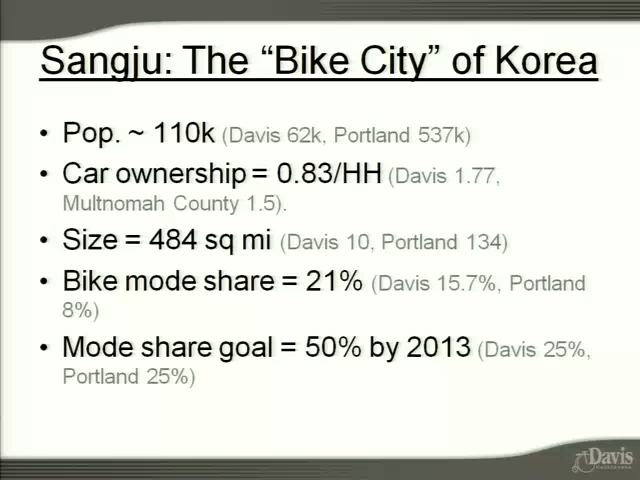 Sangju: The “Bike City” of Korea
• Pop. ~ 110k (Davis 62k, Portland 537k)
• Car ownership = 0.83/HH (Davis 1.77,
Multnomah County 1.5).
• Size = 484 sq mi (Davis 10, Portland 134)
• Bike mode share = 21% (Davis 15.7%, Portland
8%)
• Mode share goal = 50% by 2013 (Davis 25%,
Portland 25%)
Davis